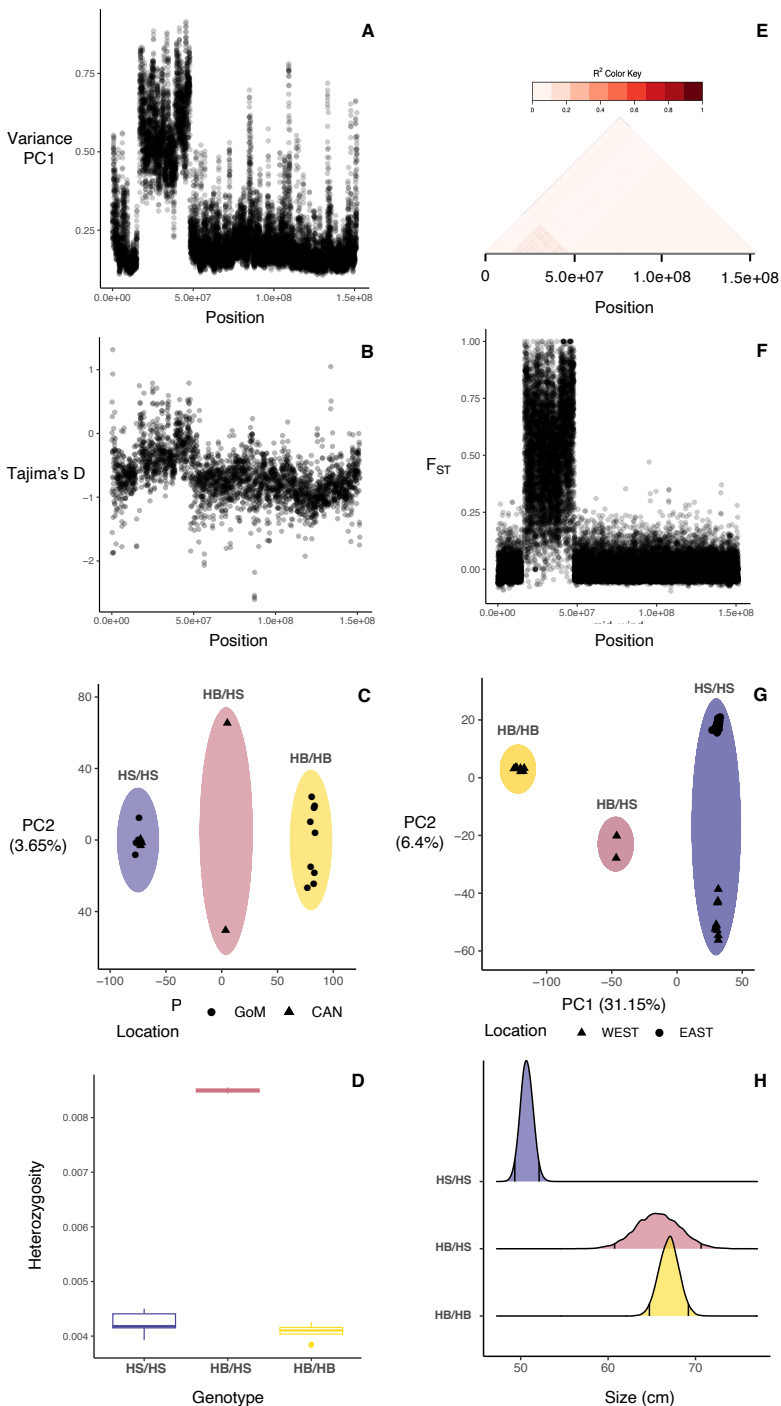 A
0.75
Variance
PC1
0.50
0.25
0.0e+00
5.0e+07
1.0e+08
1.5e+08
Position
E
R2 Color Key
0
0.2
0.4
0.6
0.8
1
0
5.0e+07
1.0e+08
1.5e+08
Position
B
1
0
Tajima's D
−1
−2
0.0e+00
5.0e+07
1.0e+08
1.5e+08
Position
F
1.00
0.75
FST
0.50
0.25
0.00
0.0e+00
5.0e+07
1.0e+08
1.5e+08
Position
C
80
HB/HS
HS/HS
HB/HB
40
PC2
(3.65%)
0
40
−100
−50
0
50
100
P
Location
GoM
CAN
G
HS/HS
HB/HB
20
0
HB/HS
PC2
(6.4%)
−20
−40
−60
−100
−50
0
50
PC1 (31.15%)
Location
WEST
EAST
D
0.008
0.007
Heterozygosity
0.006
0.005
0.004
HS/HS
HB/HS
HB/HB
Genotype
H
HS/HS
HB/HS
HB/HB
50
60
70
Size (cm)